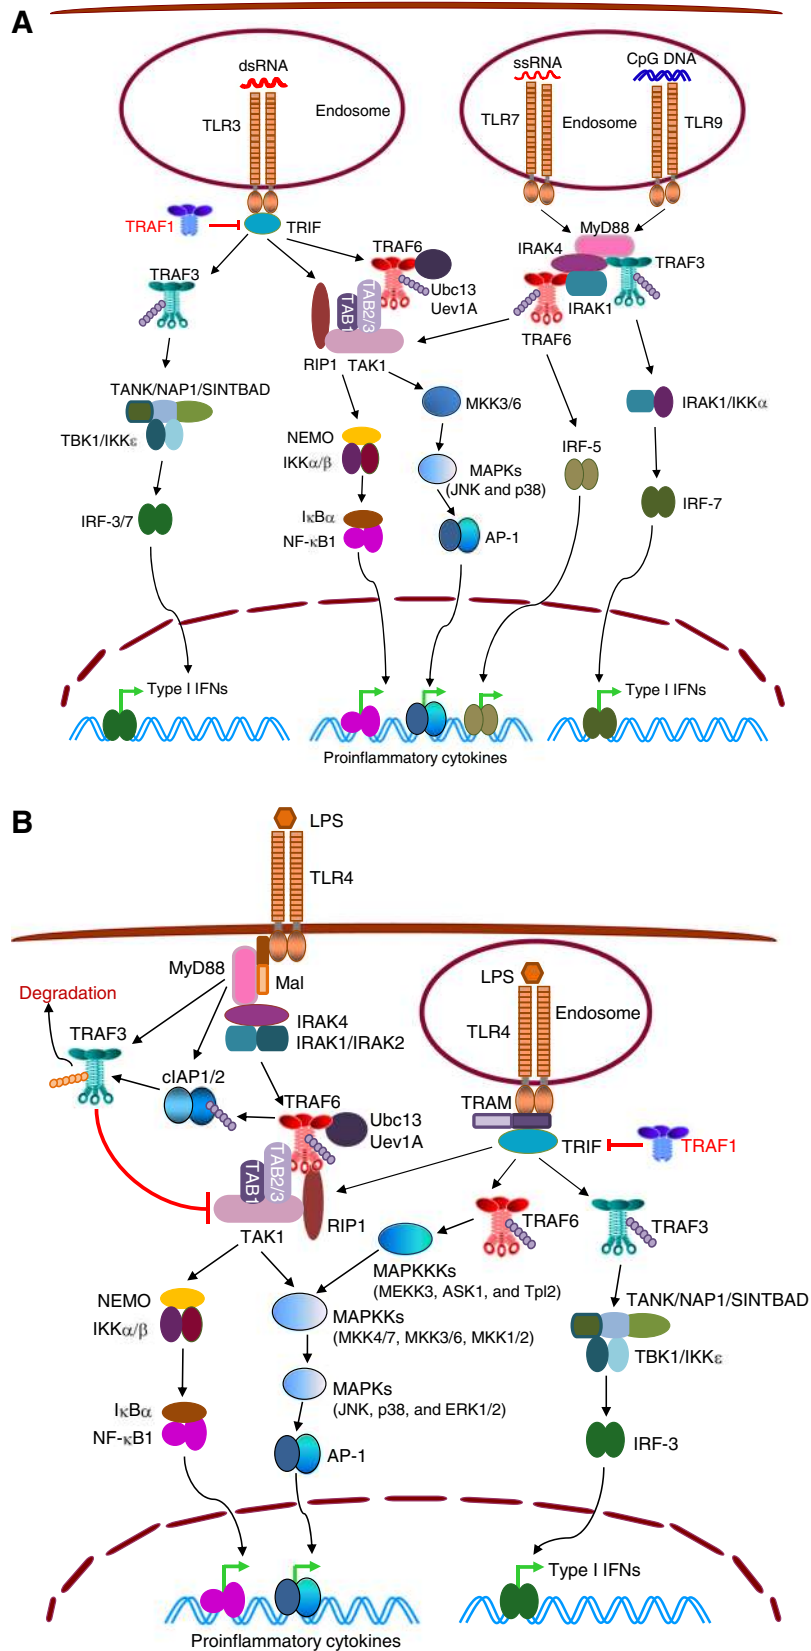 A
dsRNA
TLR3
Endosome
ssRNA
CpG DNA
TLR7
Endosome
TLR9
TRAF1
TRIF
MyD88
TRAF6
IRAK4
TRAF3
TRAF3
Ubc13
Uev1A
TAB1
TAB2/3
IRAK1
TRAF6
RIP1
TAK1
TANK/NAP1/SINTBAD
MKK3/6
IRAK1/IKKα
TBK1/IKKε
NEMO
IKKα/β
IRF-5
MAPKs
(JNK and p38)
IRF-3/7
IκBα
NF-κB1
AP-1
IRF-7
Type I IFNs
Type I IFNs
Proinflammatory cytokines
B
LPS
TLR4
MyD88
Mal
LPS
Degradation
Endosome
TLR4
IRAK4
IRAK1/IRAK2
TRAF3
cIAP1/2
TRAF6
TRAM
Ubc13
Uev1A
TRIF
TRAF1
TAB1
TAB2/3
RIP1
TRAF6
TRAF3
TAK1
MAPKKKs
(MEKK3, ASK1, and Tpl2)
NEMO
IKKα/β
MAPKKs
(MKK4/7, MKK3/6, MKK1/2)
TANK/NAP1/SINTBAD
TBK1/IKKε
MAPKs
(JNK, p38, and ERK1/2)
IκBα
NF-κB1
AP-1
IRF-3
Type I IFNs
Proinflammatory cytokines